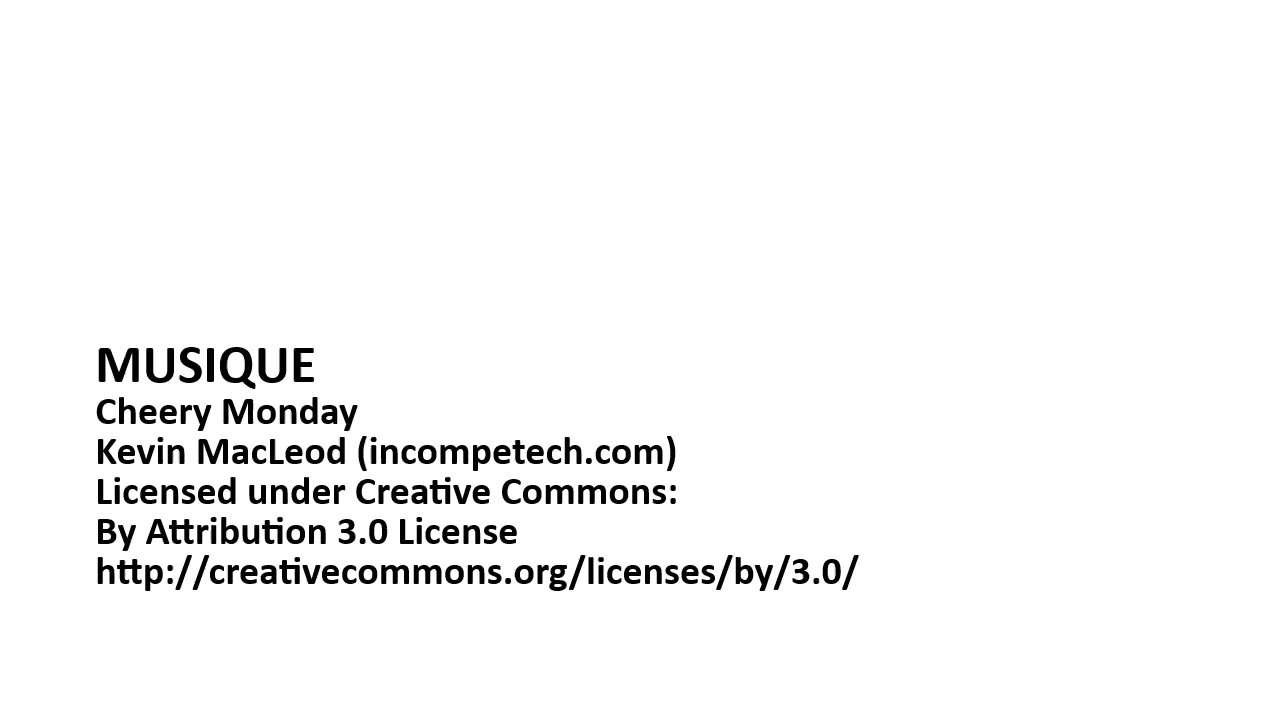 MUSIQUE
Cheery Monday
Kevin MacLeod (incompetech.com)
Licensed under Creative Commons:
By Attribution 3.0 License
http://creativecommons.org/licenses/by/3.0/